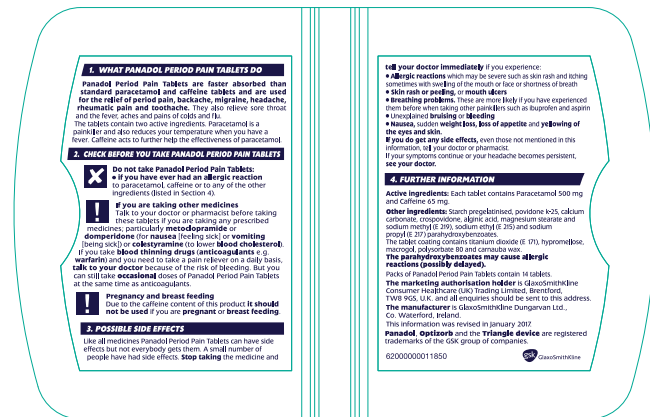 1. WHAT PANADOL PERIOD PAIN TABLETS DO
Panadol Period Pain Tablets are faster absorbed than
standard paracetamol and caffeine tablets and are used
for the relief of period pain, backache, migraine, headache,
rheumatic pain and toothache. They also relieve sore throat
and the fever, aches and pains of colds and flu.
The tablets contain two active ingredients. Paracetamol is a
painkiller and also reduces your temperature when you have a
fever. Caffeine acts to further help the effectiveness of paracetamol.
2. CHECK BEFORE YOU TAKE PANADOL PERIOD PAIN TABLETS
Do not take Panadol Period Pain Tablets:
• if you have ever had an allergic reaction
to paracetamol, caffeine or to any of the other
ingredients (listed in Section 4).
! If you are taking other medicines
Talk to your doctor or pharmacist before taking
these tablets if you are taking any prescribed
medicines; particularly metoclopramide or
domperidone (for nausea [feeling sick] or vomiting
[being sick]) or colestyramine (to lower blood cholesterol).
If you take blood thinning drugs (anticoagulants e.g.
warfarin) and you need to take a pain reliever on a daily basis,
talk to your doctor because of the risk of bleeding. But you
can still take occasional doses of Panadol Period Pain Tablets
at the same time as anticoagulants.
! Pregnancy and breast feeding
Due to the caffeine content of this product it should
not be used if you are pregnant or breast feeding.
3. POSSIBLE SIDE EFFECTS
Like all medicines Panadol Period Pain Tablets can have side
effects but not everybody gets them. A small number of
people have had side effects. Stop taking the medicine and
tell your doctor immediately if you experience:
• Allergic reactions which may be severe such as skin rash and itching
sometimes with swelling of the mouth or face or shortness of breath
• Skin rash or peeling, or mouth ulcers
• Breathing problems. These are more likely if you have experienced
them before when taking other painkillers such as ibuprofen and aspirin
• Unexplained bruising or bleeding
• Nausea, sudden weight loss, loss of appetite and yellowing of
the eyes and skin.
If you do get any side effects, even those not mentioned in this
information, tell your doctor or pharmacist.
If your symptoms continue or your headache becomes persistent,
see your doctor.
4. FURTHER INFORMATION
Active ingredients: Each tablet contains Paracetamol 500 mg
and Caffeine 65 mg.
Other ingredients: Starch pregelatinised, povidone k-25, calcium
carbonate, crospovidone, alginic acid, magnesium stearate and
sodium methyl (E 219), sodium ethyl (E 215) and sodium
propyl (E 217) parahydroxybenzoates.
The tablet coating contains titanium dioxide (E 171), hypromellose,
macrogol, polysorbate 80 and carnauba wax.
The parahydroxybenzoates may cause allergic
reactions (possibly delayed).
Packs of Panadol Period Pain Tablets contain 14 tablets.
The marketing authorisation holder is GlaxoSmithKline
Consumer Healthcare (UK) Trading Limited, Brentford,
TW8 9GS, U.K. and all enquiries should be sent to this address.
The manufacturer is GlaxoSmithKline Dungarvan Ltd.,
Co. Waterford, Ireland.
This information was revised in January 2017.
Panadol, Optizorb and the Triangle device are registered
trademarks of the GSK group of companies.
62000000011850
gsk GlaxoSmithKline